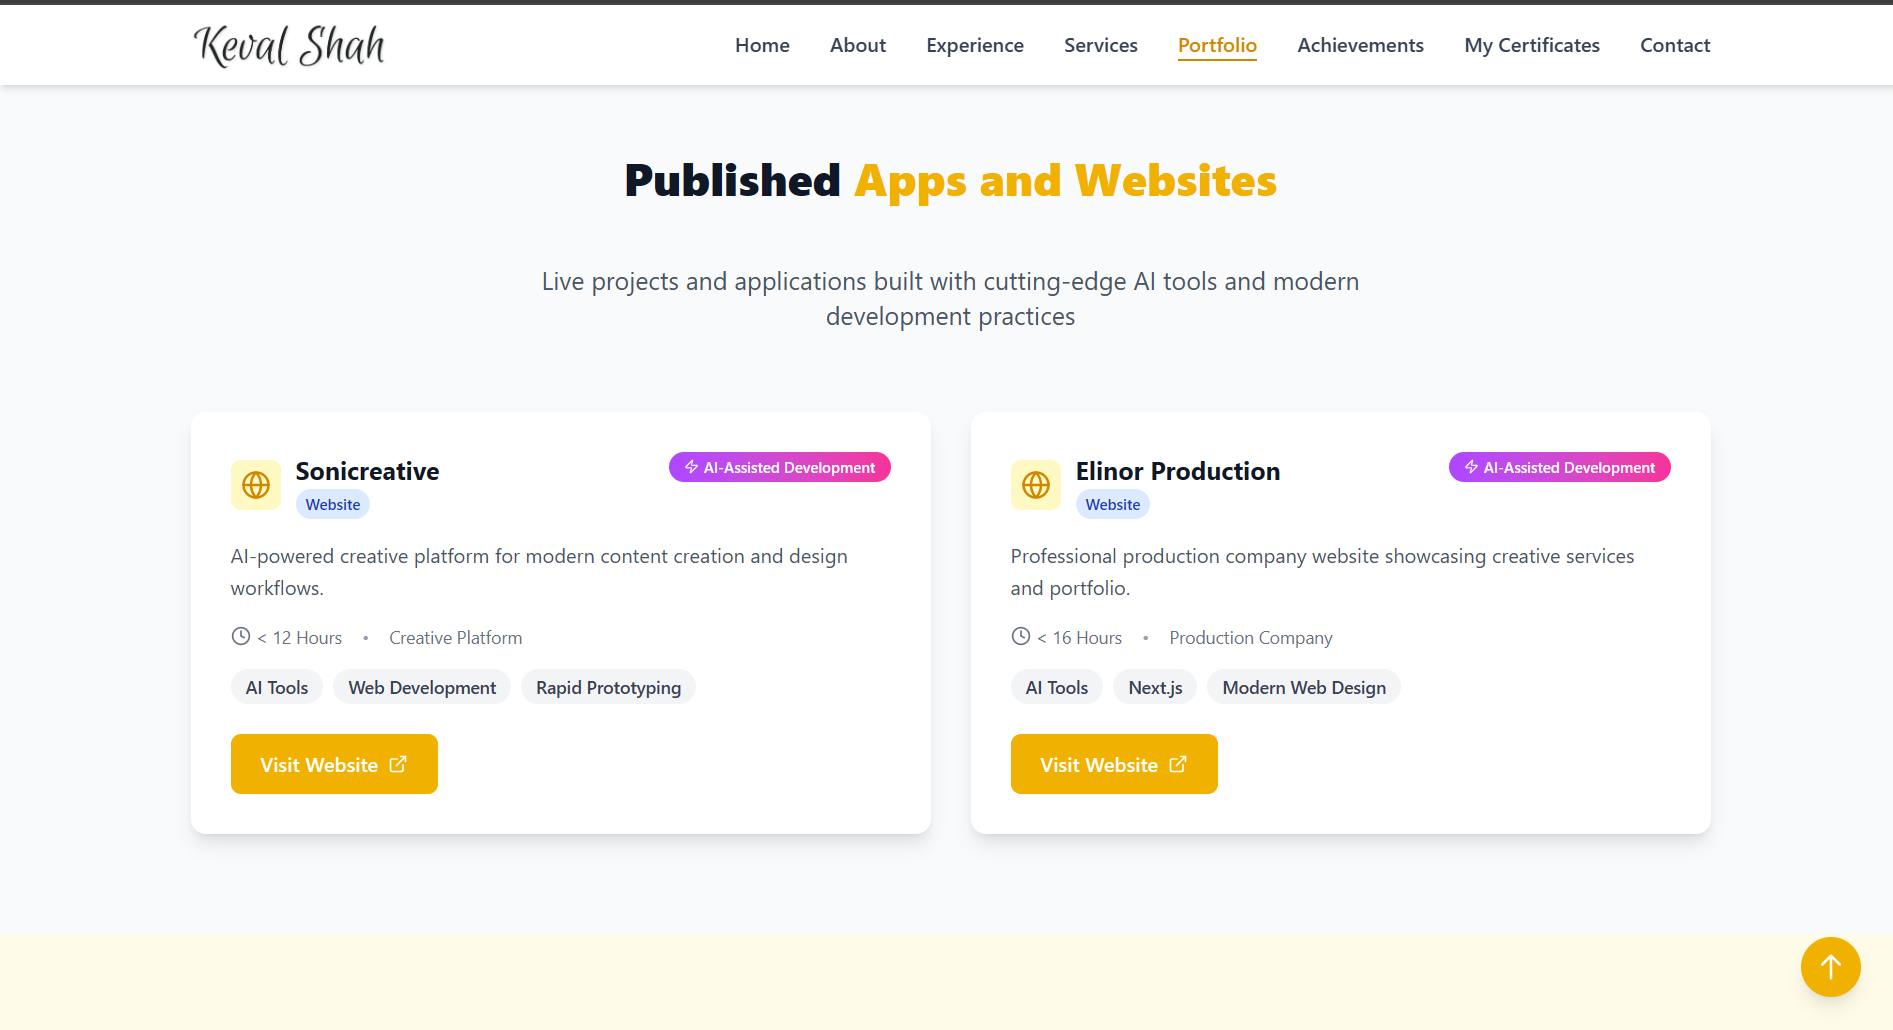 Keval Shah
Home About Experience Services Portfolio Achievements My Certificates Contact
Published Apps and Websites
Live projects and applications built with cutting-edge AI tools and modern
development practices
Sonicreative
AI-Assisted Development
Website
AI-powered creative platform for modern content creation and design
workflows.
< 12 Hours • Creative Platform
AI Tools Web Development Rapid Prototyping
Visit Website
Elinor Production
AI-Assisted Development
Website
Professional production company website showcasing creative services
and portfolio.
< 16 Hours • Production Company
AI Tools Next.js Modern Web Design
Visit Website